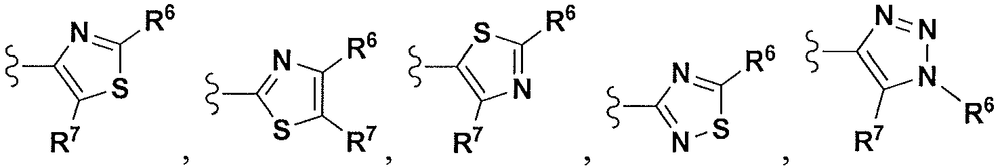 N R⁶ S R⁷ ,
N R⁶ S R⁷ ,
S R⁶ N R⁷ ,
N R⁶ N S ,
N N N R⁶ R⁷